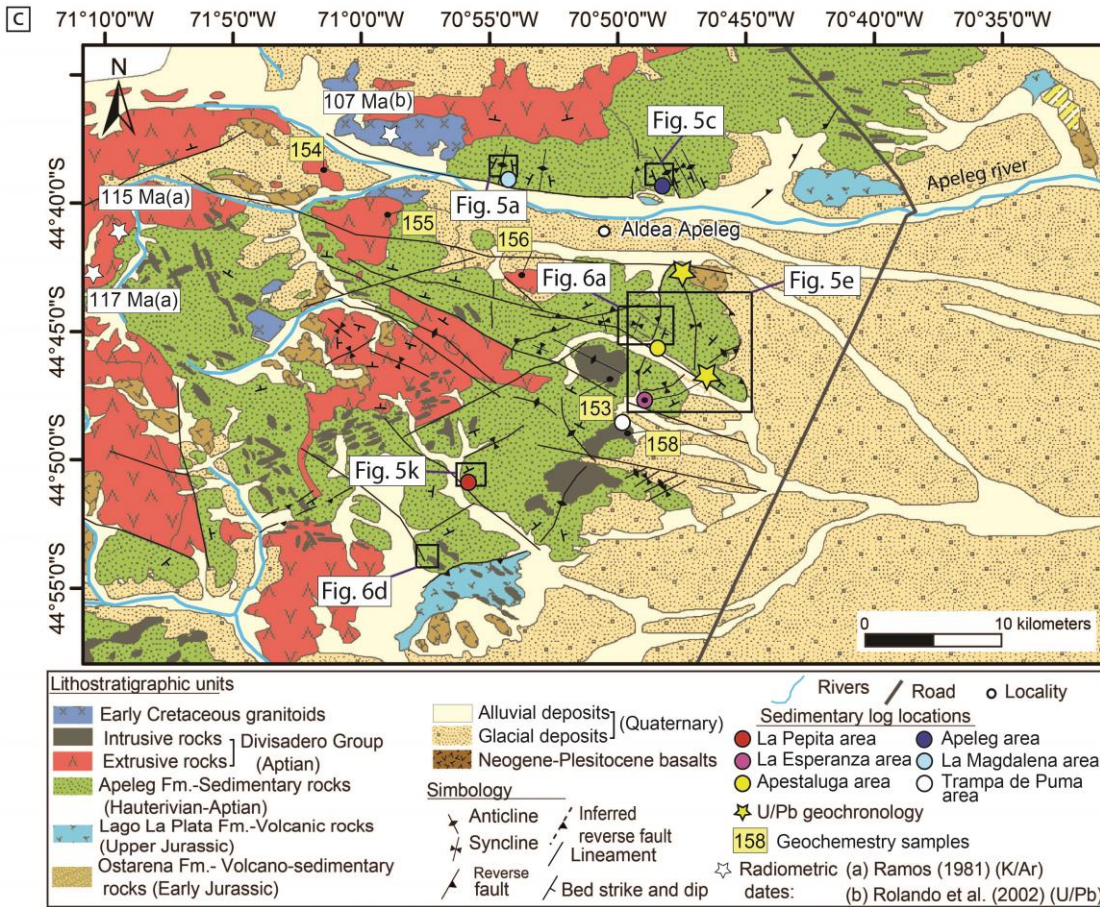 C
71°10'0"W 71°5'0"W 71°0'0"W 70°55'0"W 70°50'0"W 70°45'0"W 70°40'0"W 70°35'0"W
N
107 Ma(b)
Fig. 5c
154
44°40'0"S
115 Ma(a)
Fig. 5a
Apeleg river
155
156
Aldea Apeleg
Fig. 6a
Fig. 5e
117 Ma(a)
44°45'0"S
153
158
44°50'0"S
Fig. 5k
44°55'0"S
Fig. 6d
0 10 kilometers
Lithostratigraphic units
Early Cretaceous granitoids
Intrusive rocks
Extrusive rocks
Divisadero Group
(Aptian)
Apeleg Fm.-Sedimentary rocks
(Hauterivian-Aptian)
Lago La Plata Fm.-Volcanic rocks
(Upper Jurassic)
Ostarena Fm.- Volcano-sedimentary
rocks (Early Jurassic)
Alluvial deposits
Glacial deposits
(Quaternary)
Neogene-Plesitocene basalts
Simbology
Anticline
Syncline
Reverse
fault
Inferred
reverse fault
Lineament
Bed strike and dip
Rivers Road Locality
Sedimentary log locations
La Pepita area
Apeleg area
La Esperanza area
La Magdalena area
Apestaluga area
Trampa de Puma
area
U/Pb geochronology
158 Geochemestry samples
Radiometric
dates:
(a) Ramos (1981) (K/Ar)
(b) Rolando et al. (2002) (U/Pb)